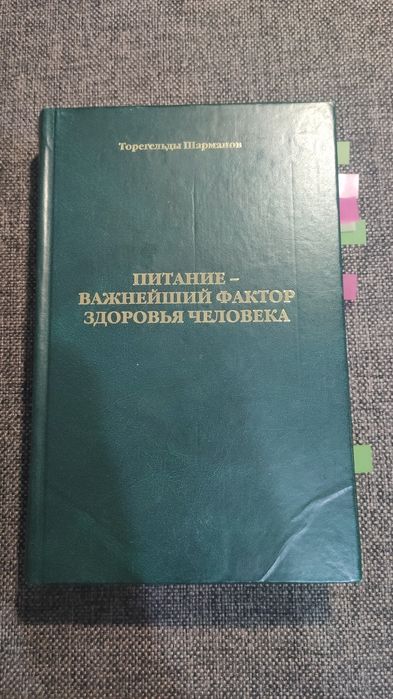 Торегельды Шарманов
ПИТАНИЕ –
ВАЖНЕЙШИЙ ФАКТОР
ЗДОРОВЬЯ ЧЕЛОВЕКА